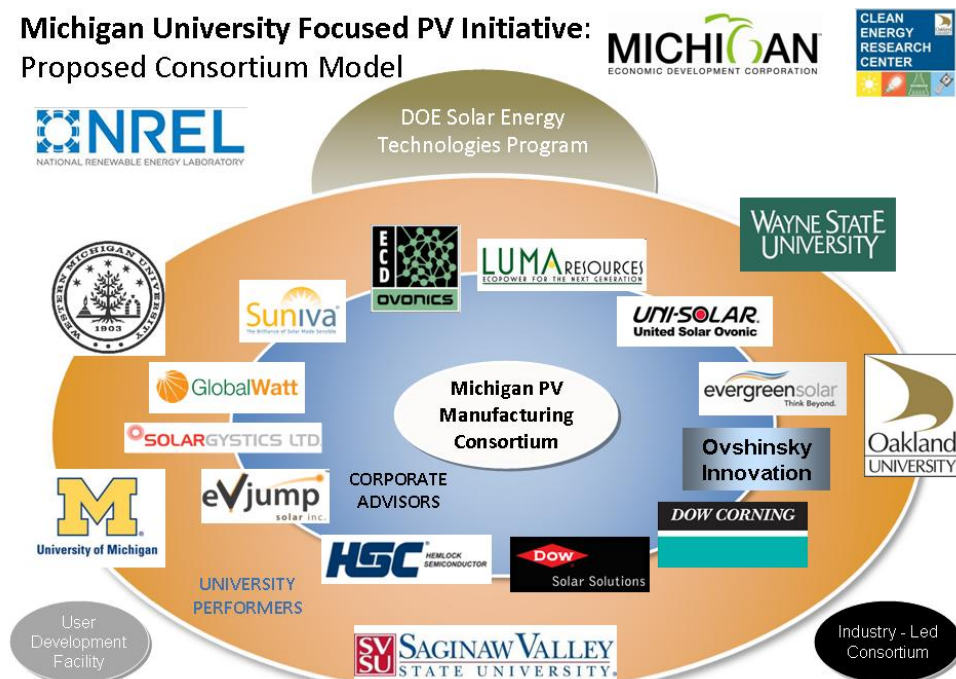 Michigan University Focused PV Initiative:
Proposed Consortium Model
MICHIGAN
ECONOMIC DEVELOPMENT CORPORATION
CLEAN
ENERGY
RESEARCH
CENTER
NREL
NATIONAL RENEWABLE ENERGY LABORATORY
DOE Solar Energy
Technologies Program
WESTERN MICHIGAN UNIVERSITY
1903
ECD
OVONICS
LUMA RESOURCES
ECOPOWER FOR THE NEXT GENERATION
WAYNE STATE
UNIVERSITY
Suniva®
The Brilliance of Solar Made Sensible
UNI-SOLAR.
United Solar Ovonic
GlobalWatt
Michigan PV
Manufacturing
Consortium
evergreensolar
Think Beyond.
SOLARGYSTICS LTD.
Ovshinsky
Innovation
Oakland
UNIVERSITY
M
University of Michigan
eVjump
solar inc.
CORPORATE
ADVISORS
DOW CORNING
HSC HEMLOCK
SEMICONDUCTOR
Dow
Solar Solutions
UNIVERSITY
PERFORMERS
User
Development
Facility
SVSU
SAGINAW VALLEY
STATE UNIVERSITY.
Industry - Led
Consortium